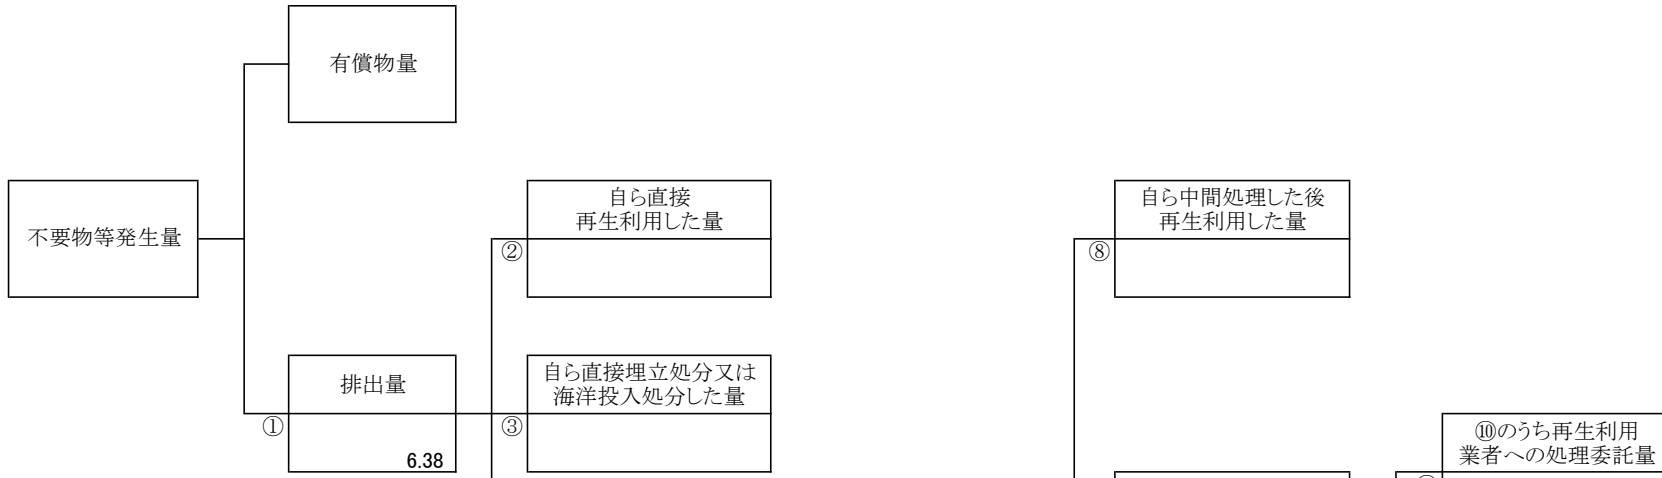 有償物量
不要物等発生量
自ら直接
再生利用した量
②
自ら中間処理した後
再生利用した量
⑧
排出量
①
6.38
自ら直接埋立処分又は
海洋投入処分した量
③
⑩のうち再生利用
業者への処理委託量